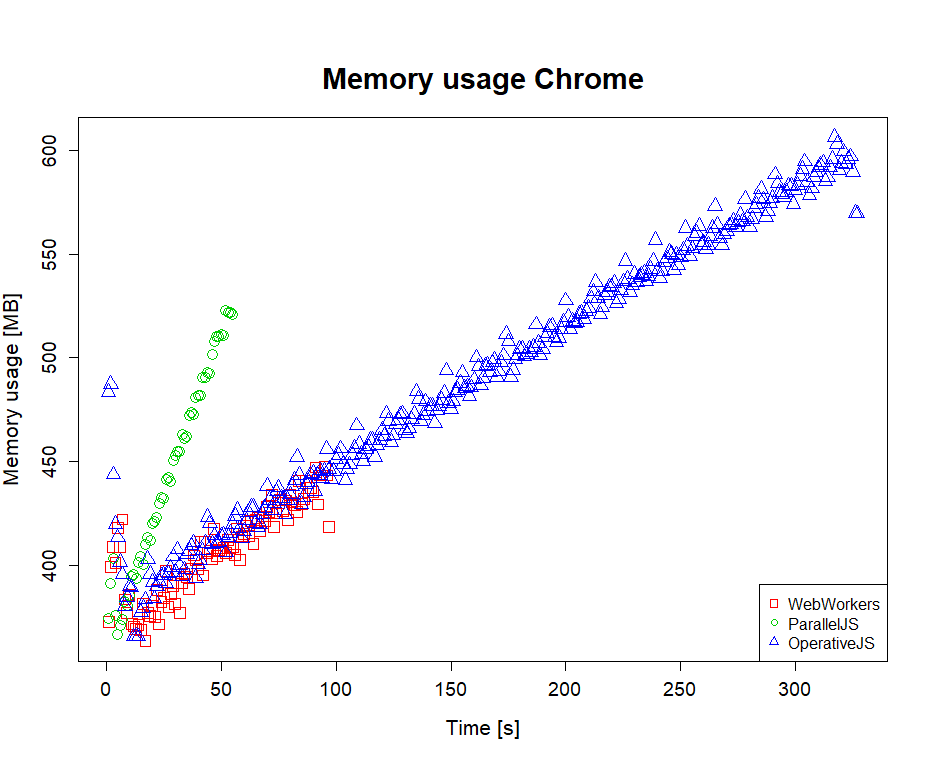 Memory usage Chrome
Memory usage [MB]
600
550
500
450
400
0 50 100 150 200 250 300
Time [s]
WebWorkers
ParallelJS
OperativeJS